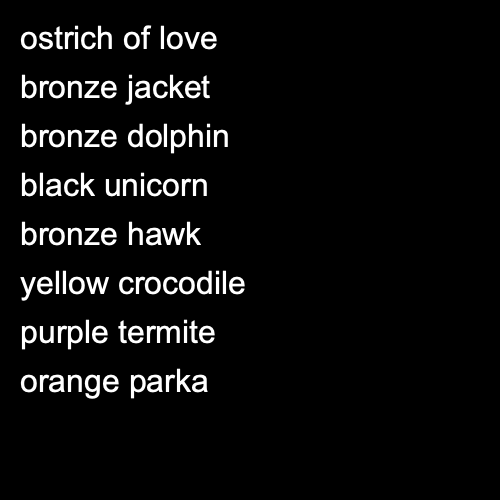 ostrich of love
bronze jacket
bronze dolphin
black unicorn
bronze hawk
yellow crocodile
purple termite
orange parka